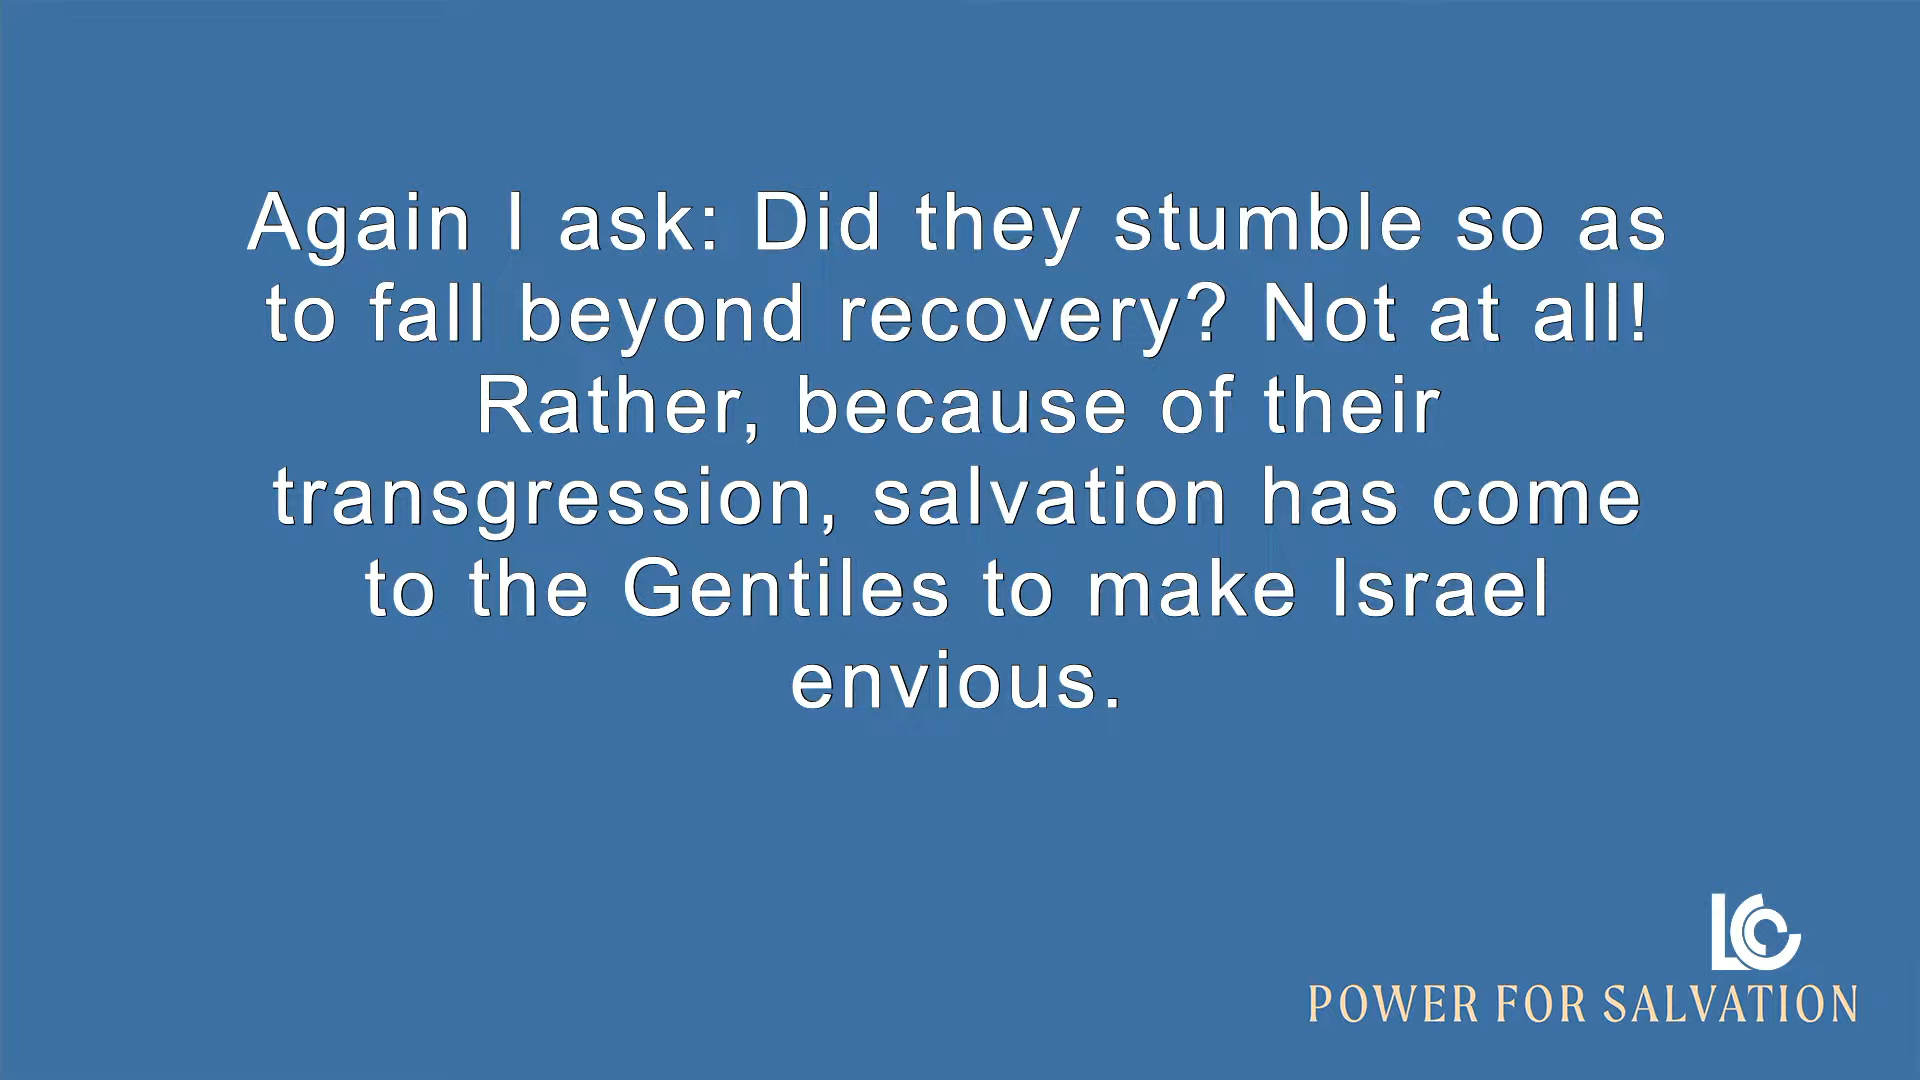 Again I ask: Did they stumble so as
to fall beyond recovery? Not at all!
Rather, because of their
transgression, salvation has come
to the Gentiles to make Israel
envious.
LCC
POWER FOR SALVATION